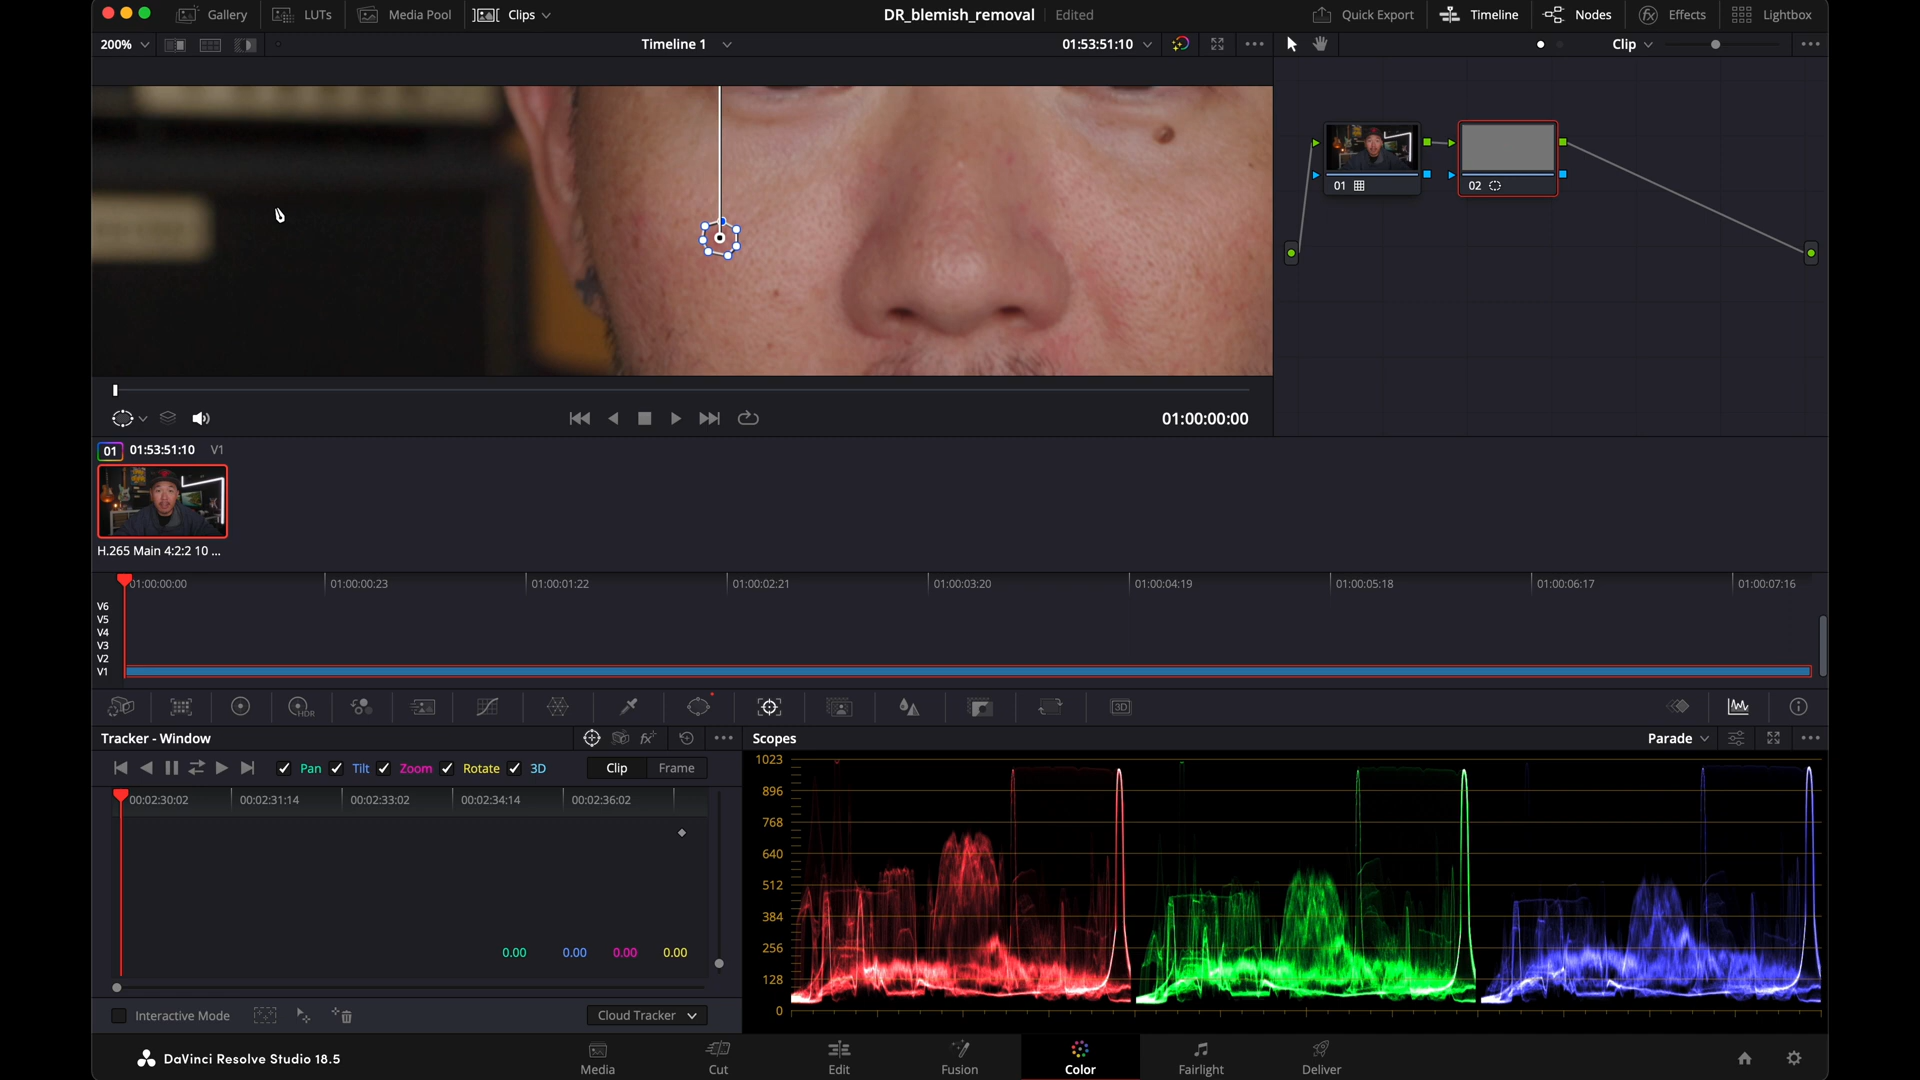 Gallery LUTs Media Pool Clips DR_blemish_removal Edited Quick Export Timeline Nodes Effects Lightbox
200% Timeline 1 01:53:51:10 Clip
01 02
01:00:00:00
01 01:53:51:10 V1
H.265 Main 4:2:2 10 ...
01:00:00:00 01:00:00:23 01:00:01:22 01:00:02:21 01:00:03:20 01:00:04:19 01:00:05:18 01:00:06:17 01:00:07:16
V6
V5
V4
V3
V2
V1
HDR 3D
Tracker - Window Scopes Parade
Pan Tilt Zoom Rotate 3D Clip Frame
00:02:30:02 00:02:31:14 00:02:33:02 00:02:34:14 00:02:36:02
1023
896
768
640
512
384
256
128
0
0.00 0.00 0.00 0.00
Interactive Mode Cloud Tracker
DaVinci Resolve Studio 18.5 Media Cut Edit Fusion Color Fairlight Deliver